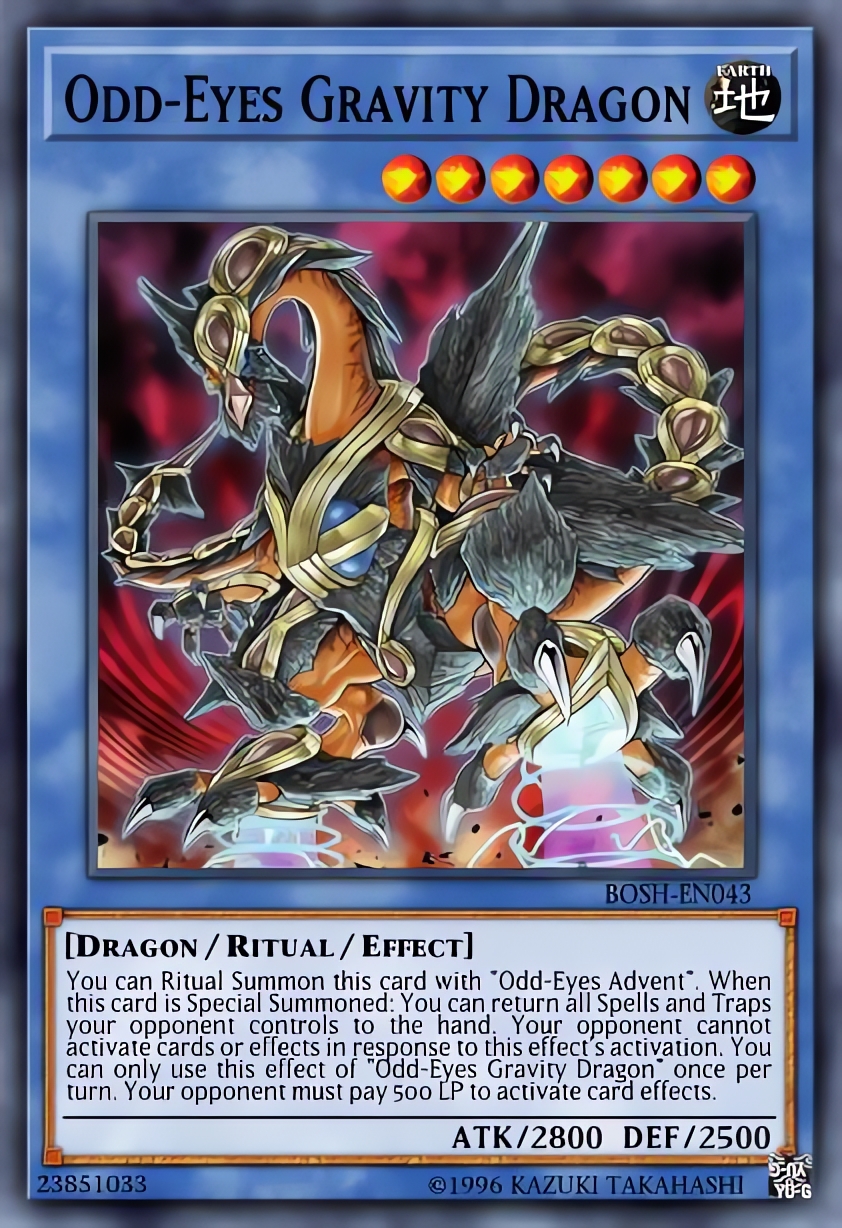 Odd-Eyes Gravity Dragon
EARTH
地
BOSH-EN043
[Dragon / Ritual / Effect]
You can Ritual Summon this card with "Odd-Eyes Advent". When
this card is Special Summoned: You can return all Spells and Traps
your opponent controls to the hand. Your opponent cannot
activate cards or effects in response to this effect's activation. You
can only use this effect of "Odd-Eyes Gravity Dragon" once per
turn. Your opponent must pay 500 LP to activate card effects.
ATK/2800 DEF/2500
23851033
©1996 KAZUKI TAKAHASHI